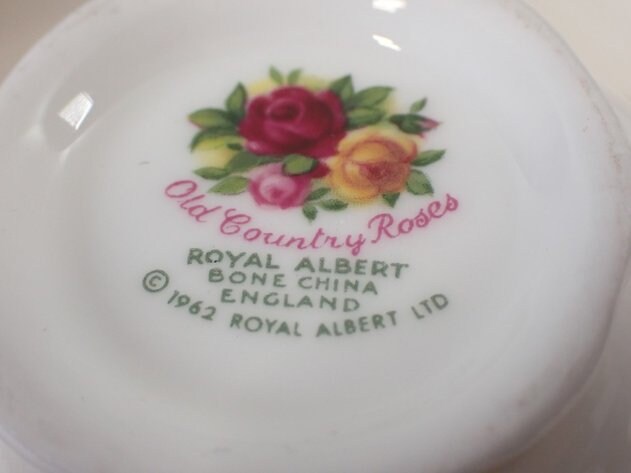 Old Country Roses
ROYAL ALBERT
BONE CHINA
ENGLAND
© 1962 ROYAL ALBERT LTD